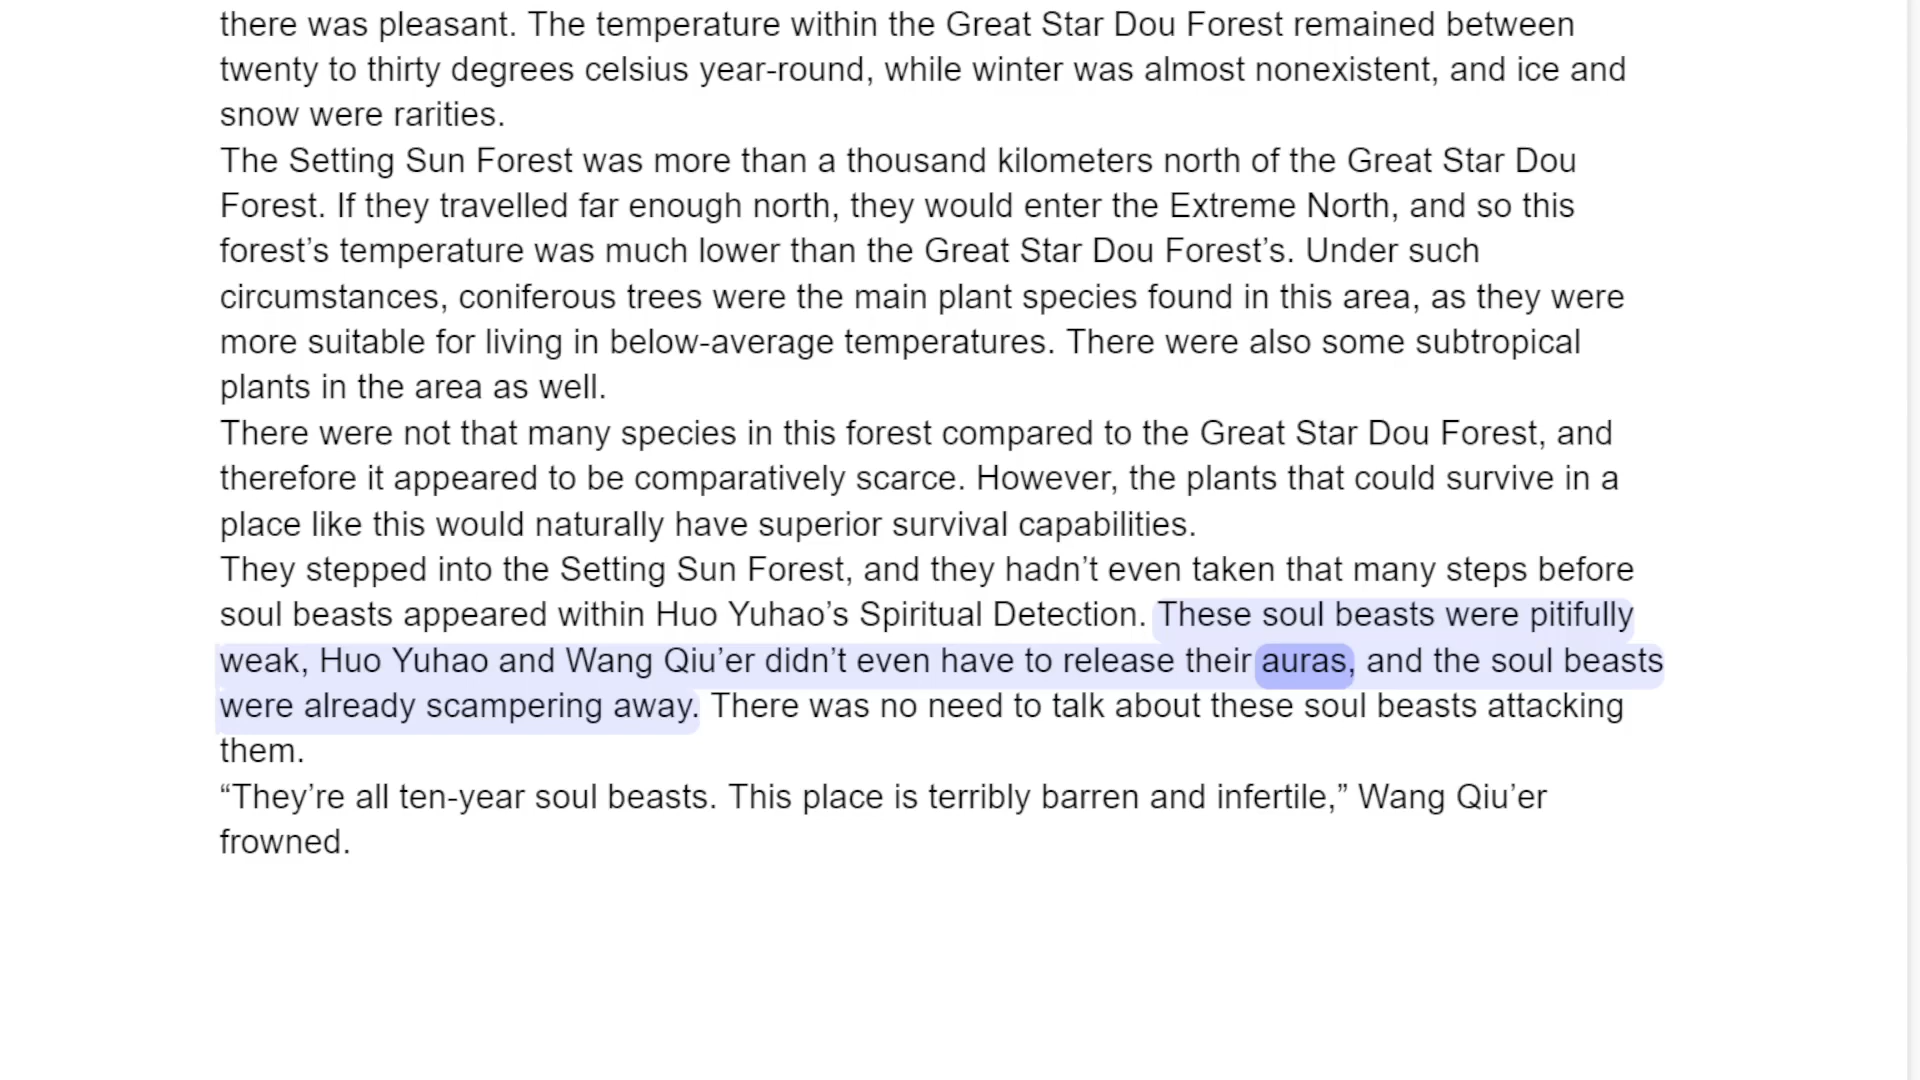 there was pleasant. The temperature within the Great Star Dou Forest remained between
twenty to thirty degrees celsius year-round, while winter was almost nonexistent, and ice and
snow were rarities.
The Setting Sun Forest was more than a thousand kilometers north of the Great Star Dou
Forest. If they travelled far enough north, they would enter the Extreme North, and so this
forest’s temperature was much lower than the Great Star Dou Forest’s. Under such
circumstances, coniferous trees were the main plant species found in this area, as they were
more suitable for living in below-average temperatures. There were also some subtropical
plants in the area as well.
There were not that many species in this forest compared to the Great Star Dou Forest, and
therefore it appeared to be comparatively scarce. However, the plants that could survive in a
place like this would naturally have superior survival capabilities.
They stepped into the Setting Sun Forest, and they hadn’t even taken that many steps before
soul beasts appeared within Huo Yuhao’s Spiritual Detection. These soul beasts were pitifully
weak, Huo Yuhao and Wang Qiu’er didn’t even have to release their auras, and the soul beasts
were already scampering away. There was no need to talk about these soul beasts attacking
them.
“They’re all ten-year soul beasts. This place is terribly barren and infertile,” Wang Qiu’er
frowned.